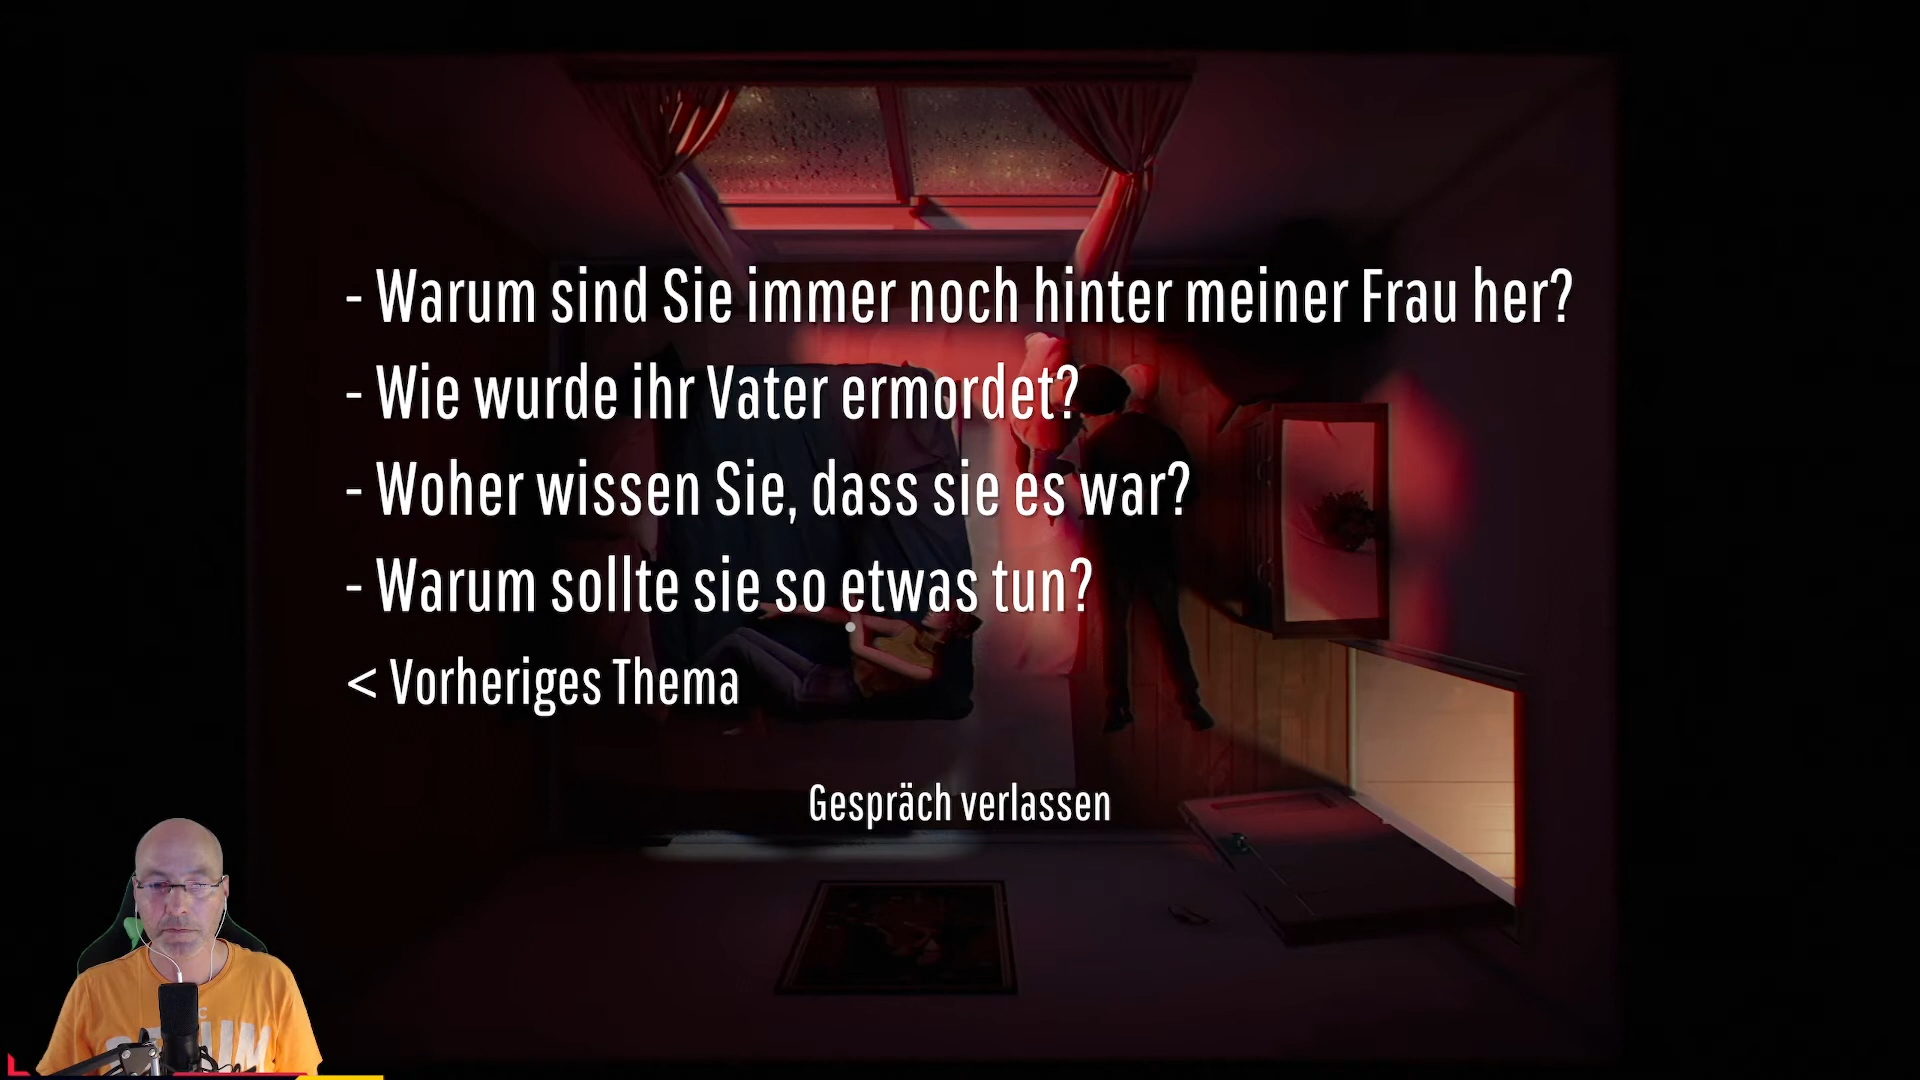 - Warum sind Sie immer noch hinter meiner Frau her?
- Wie wurde ihr Vater ermordet?
- Woher wissen Sie, dass sie es war?
- Warum sollte sie so etwas tun?
< Vorheriges Thema
Gespräch verlassen